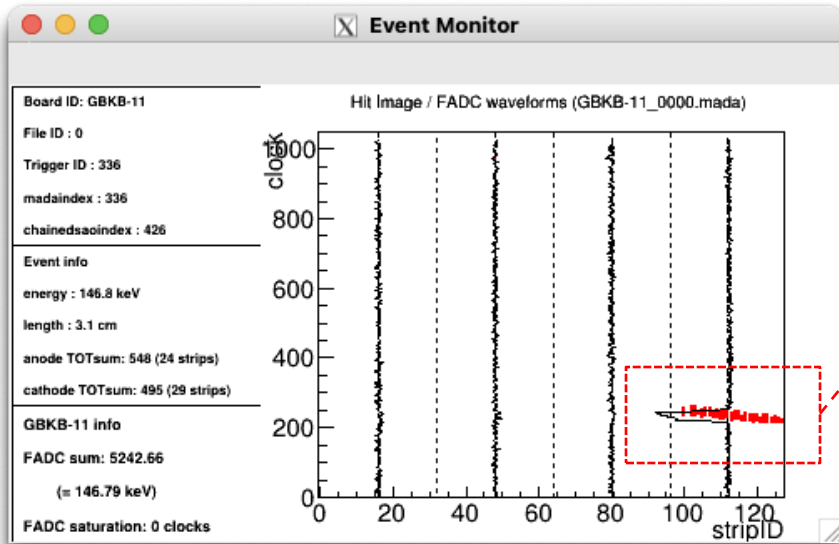 Event Monitor
Board ID: GBKB-11
File ID : 0
Trigger ID : 336
madaindex : 336
chainedsaoindex : 426
Event info
energy : 146.8 keV
length : 3.1 cm
anode TOTsum: 548 (24 strips)
cathode TOTsum: 495 (29 strips)
GBKB-11 info
FADC sum: 5242.66
(= 146.79 keV)
FADC saturation: 0 clocks
Hit Image / FADC waveforms (GBKB-11_0000.mada)
clock
1000
800
600
400
200
0
0 20 40 60 80 100 120
stripID